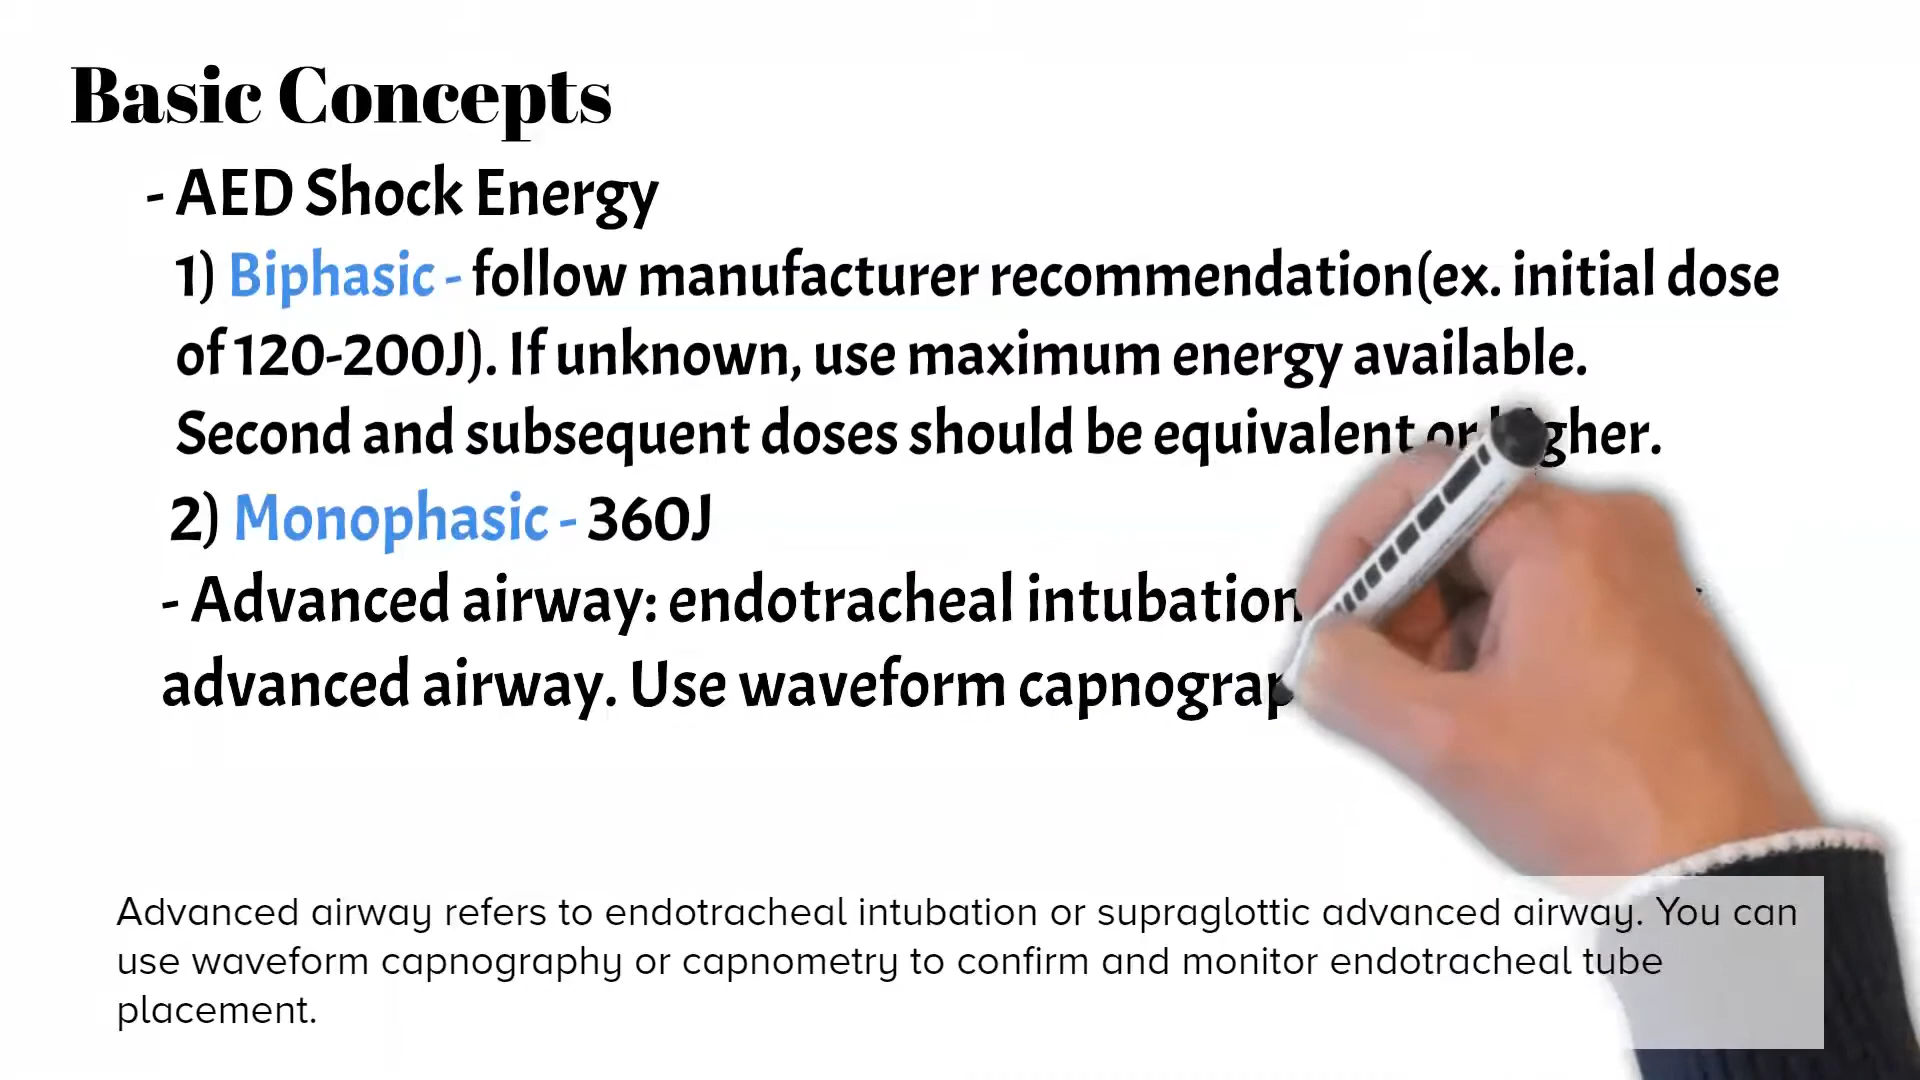 Basic Concepts
- AED Shock Energy
1) Biphasic - follow manufacturer recommendation(ex. initial dose
of 120-200J). If unknown, use maximum energy available.
Second and subsequent doses should be equivalent or higher.
2) Monophasic - 360J
- Advanced airway: endotracheal intubation
advanced airway. Use waveform
Advanced airway refers to endotracheal intubation or supraglottic advanced airway. You can
use waveform capnography or capnometry to confirm and monitor endotracheal tube
placement.